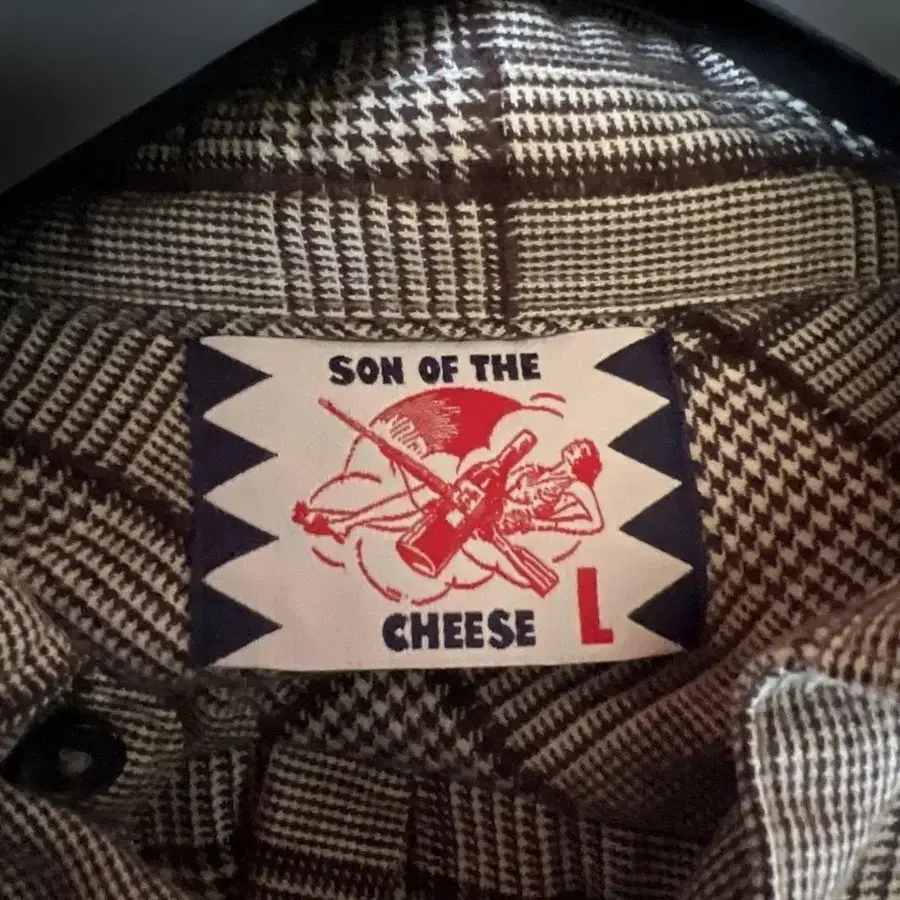 SON OF THE
CHEESE
L